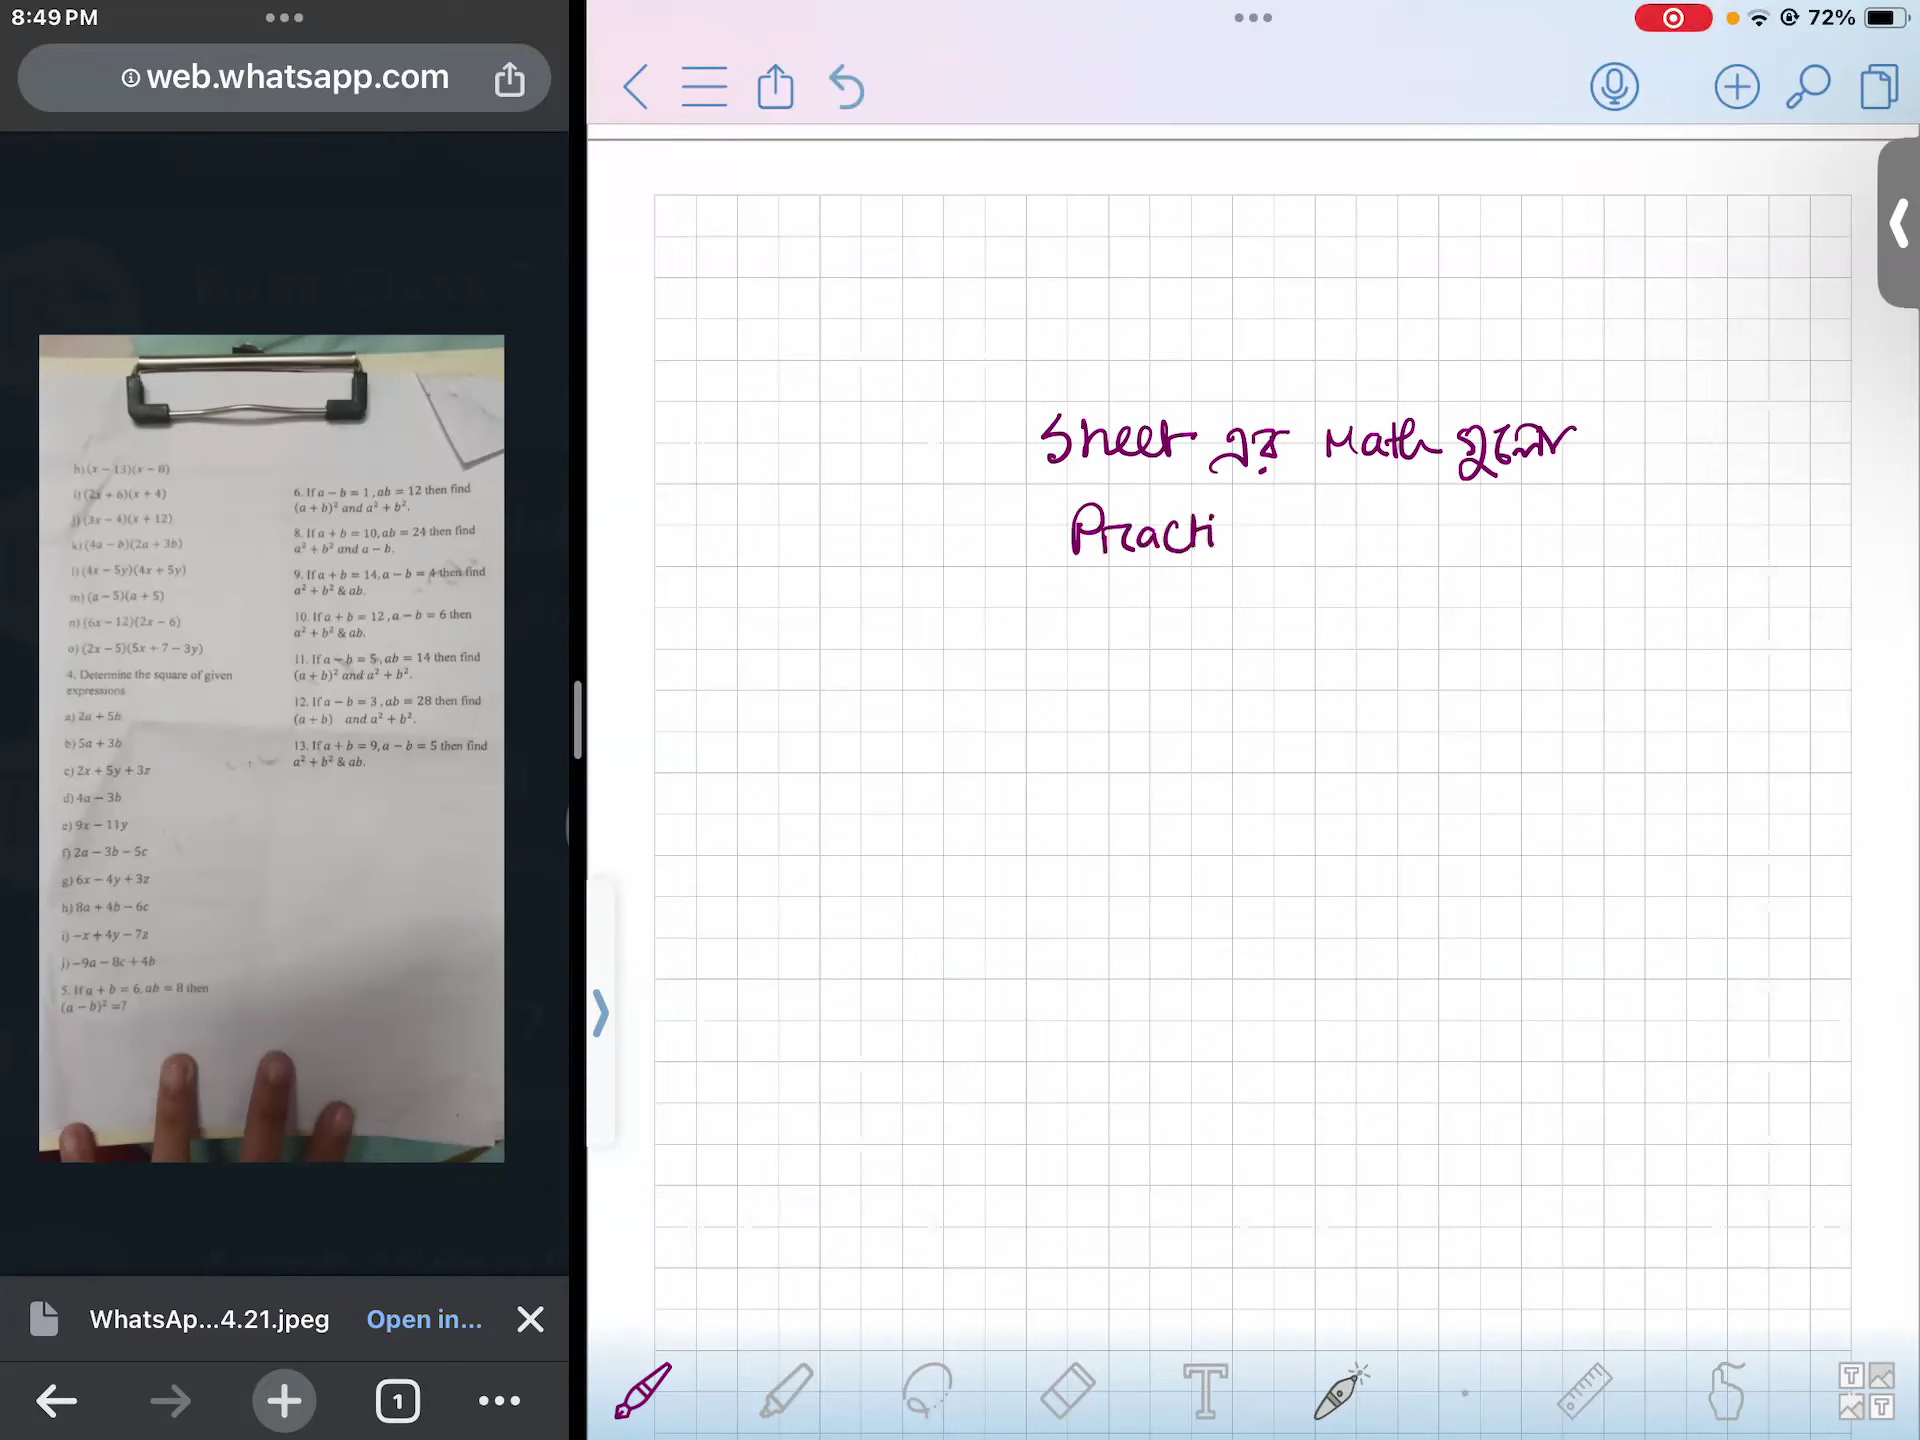 8:49 PM
72%
web.whatsapp.com
h) (x − 13)(x − 8)
i) (2x + 6)(x + 4)
j) (3x − 4)(x + 12)
k) (4a − b)(2a + 3b)
l) (4x − 5y)(4x + 5y)
m) (a − 5)(a + 5)
n) (6x − 12)(2x − 6)
o) (2x − 5)(5x + 7 − 3y)
4. Determine the square of given
expressions
a) 2a + 5b
b) 5a + 3b
c) 2x + 5y + 3z
d) 4a − 3b
e) 9x − 11y
f) 2a − 3b − 5c
g) 6x − 4y + 3z
h) 8a + 4b − 6c
i) −x + 4y − 7z
j) −9a − 8c + 4b
5. If a + b = 6, ab = 8 then
(a − b)² =?
6. If a − b = 1, ab = 12 then find
(a + b)² and a² + b².
8. If a + b = 10, ab = 24 then find
a² + b² and a − b.
9. If a + b = 14, a − b = 4 then find
a² + b² & ab.
10. If a + b = 12, a − b = 6 then
a² + b² & ab.
11. If a − b = 5, ab = 14 then find
(a + b)² and a² + b².
12. If a − b = 3, ab = 28 then find
(a + b) and a² + b².
13. If a + b = 9, a − b = 5 then find
a² + b² & ab.
Sheet এর Math গুলো
Practi
WhatsAp...4.21.jpeg Open in...
1